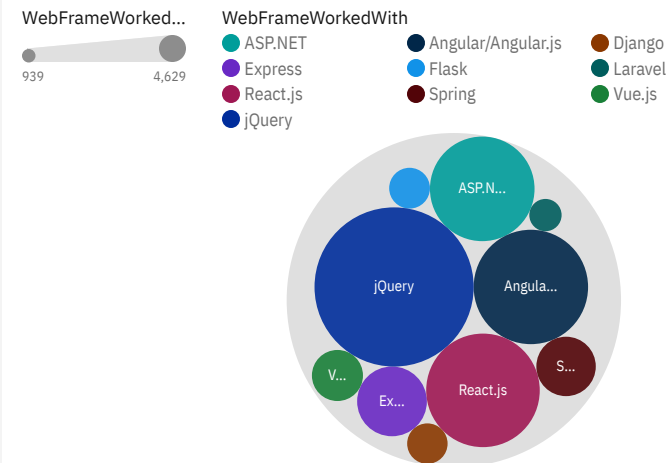 WebFrameWorked...
939 4,629
WebFrameWorkedWith
ASP.NET Angular/Angular.js Django
Express Flask Laravel
React.js Spring Vue.js
jQuery
ASP.N...
jQuery Angula...
S...
V...
React.js
Ex...